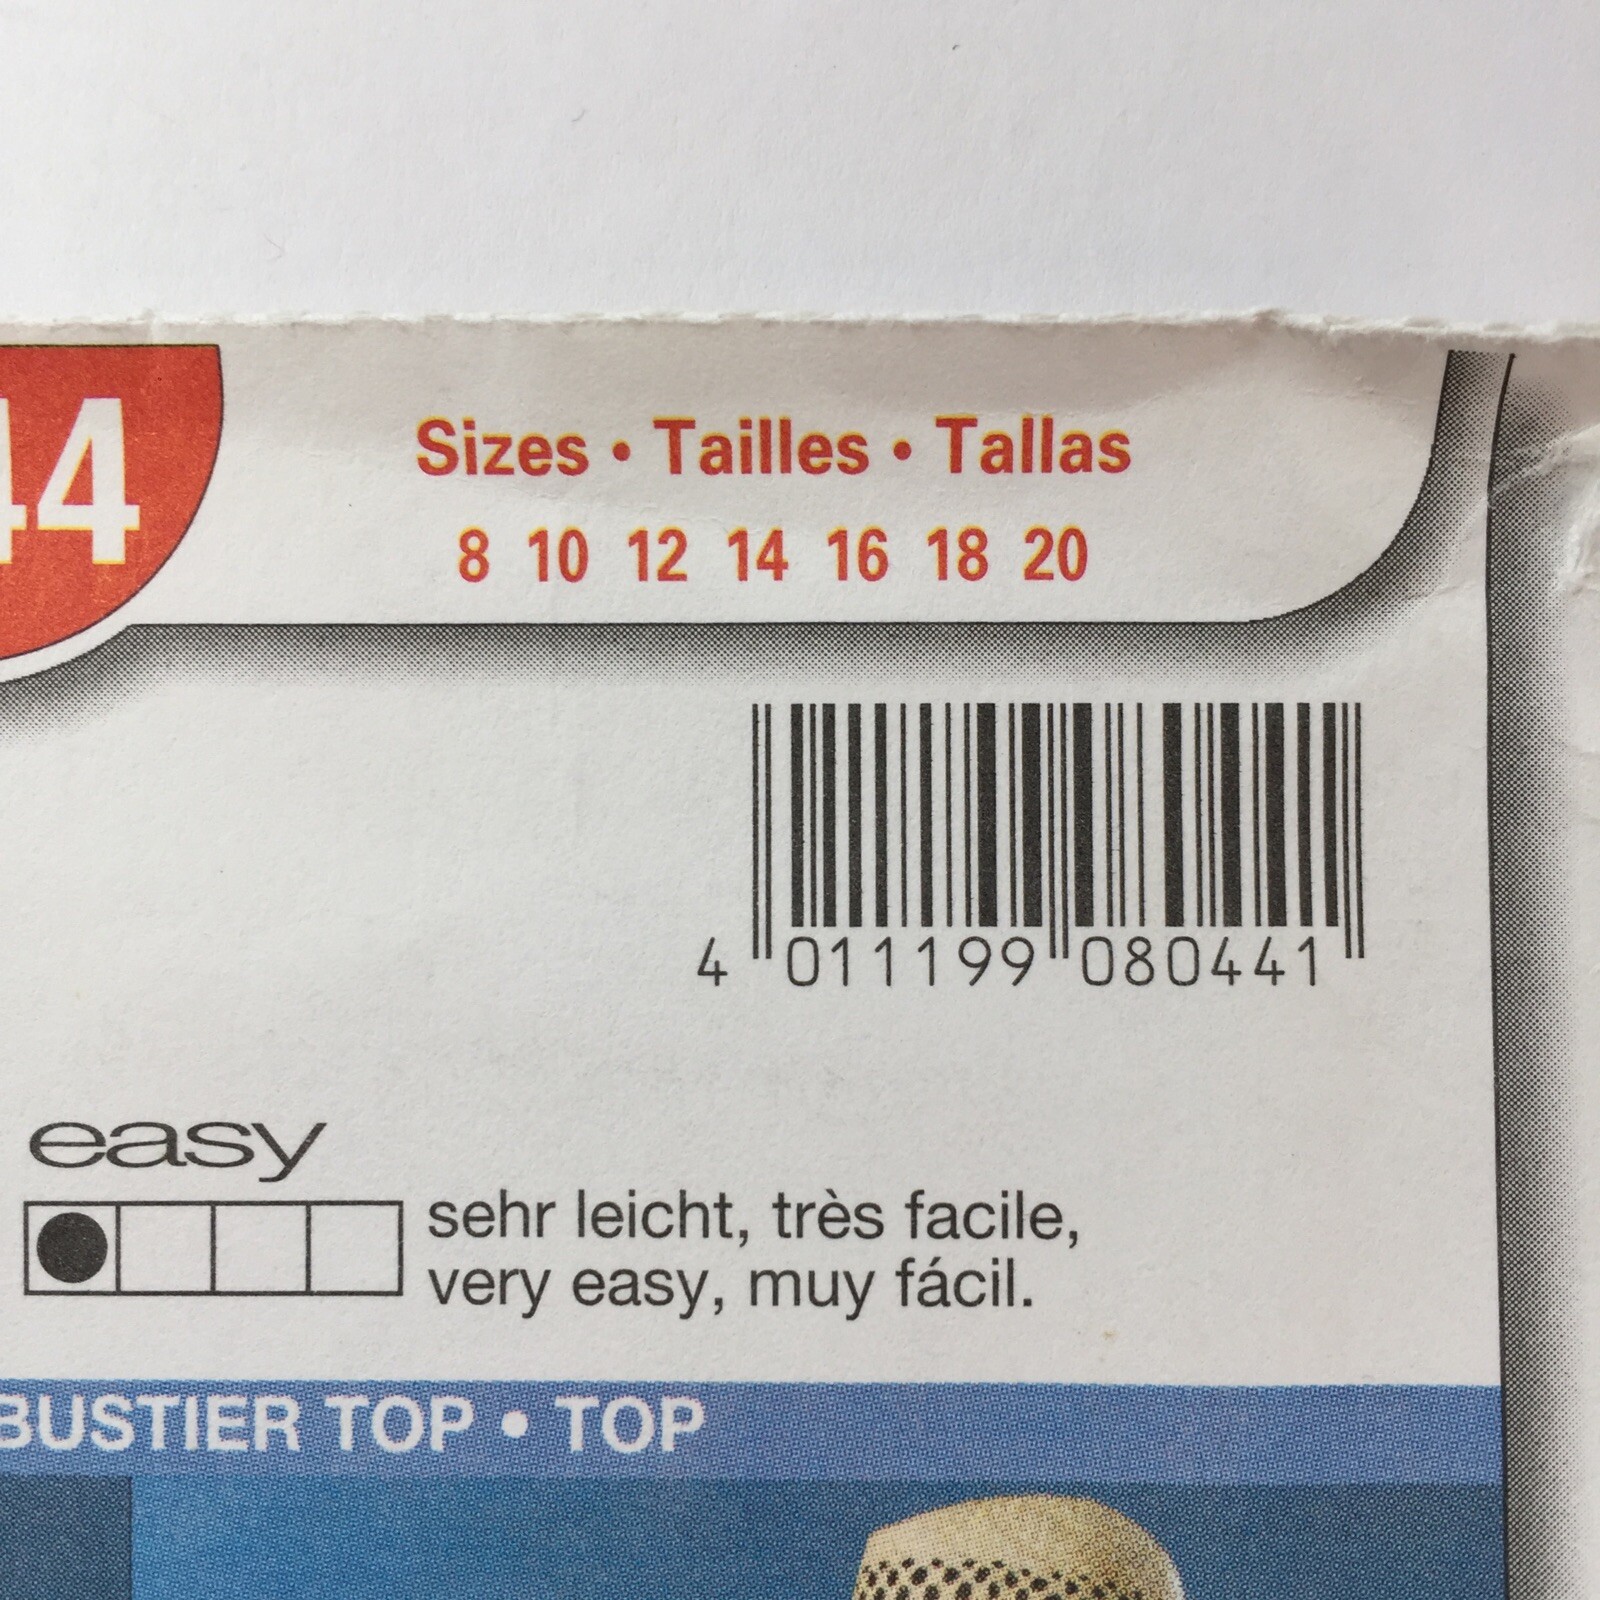 44
Sizes • Tailles • Tallas
8 10 12 14 16 18 20
4 011199 080441
easy
sehr leicht, très facile,
very easy, muy fácil.
BUSTIER TOP • TOP